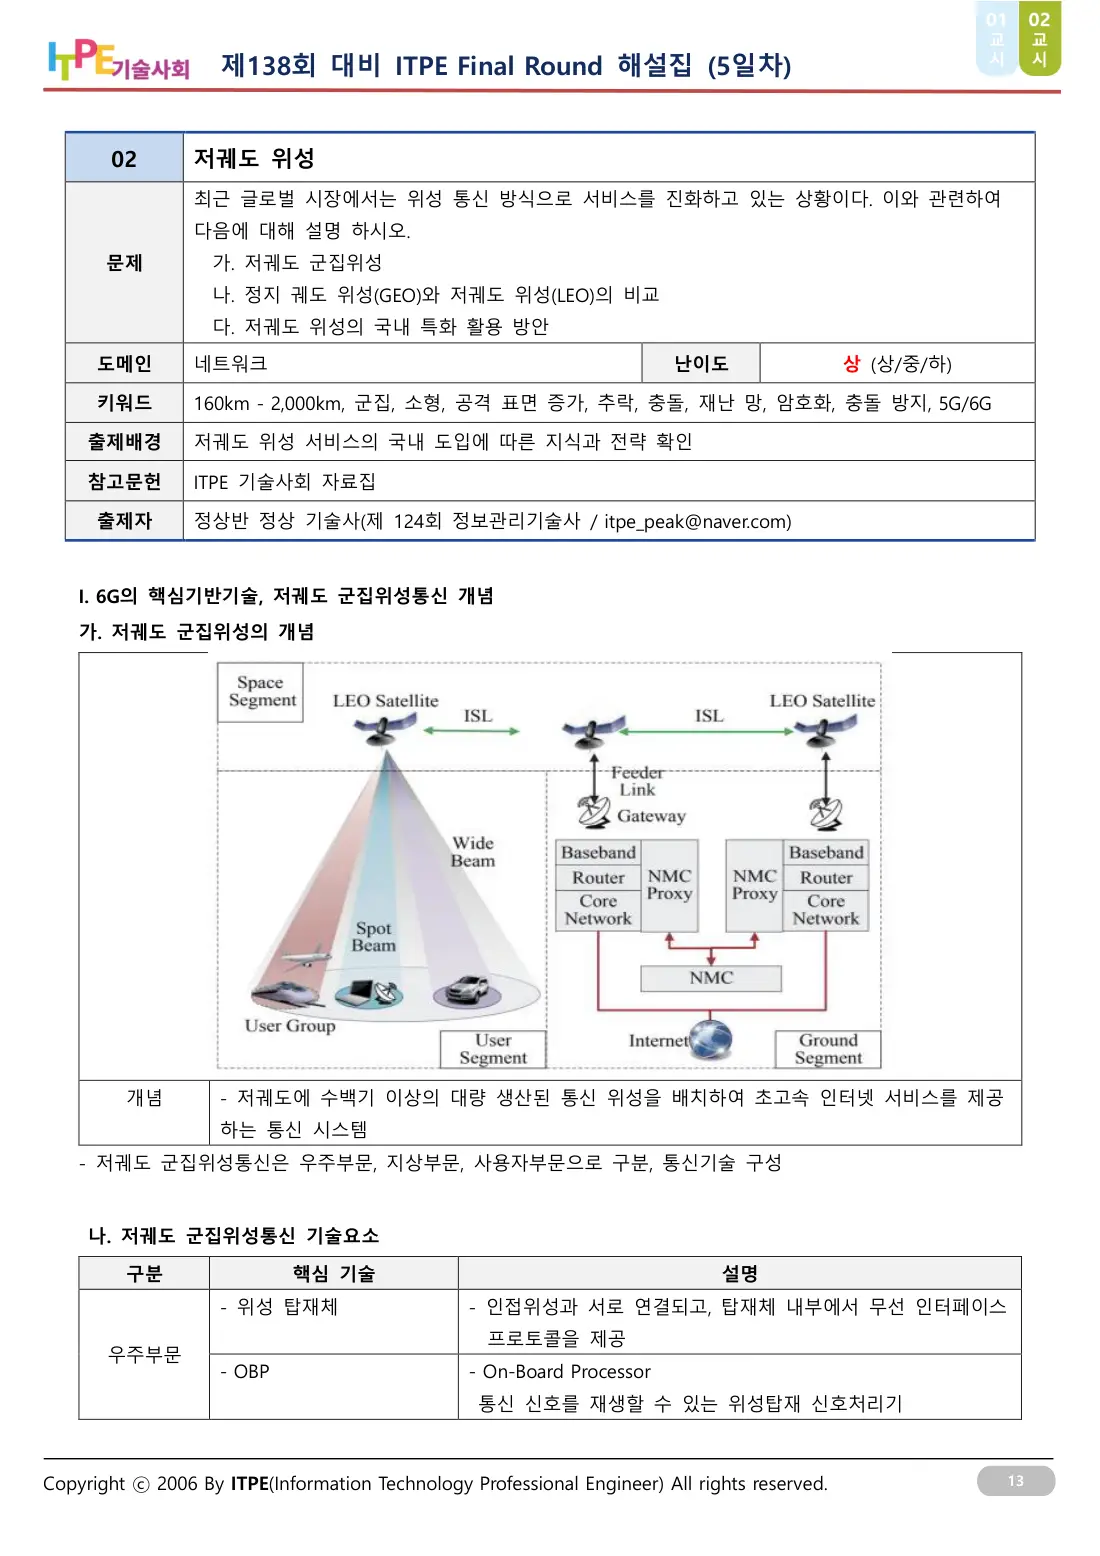 01
교
시
02
교
시
ITPE기술사회
제138회 대비 ITPE Final Round 해설집 (5일차)
02
저궤도 위성
문제
최근 글로벌 시장에서는 위성 통신 방식으로 서비스를 진화하고 있는 상황이다. 이와 관련하여
다음에 대해 설명 하시오.
가. 저궤도 군집위성
나. 정지 궤도 위성(GEO)와 저궤도 위성(LEO)의 비교
다. 저궤도 위성의 국내 특화 활용 방안
도메인
네트워크
난이도
상 (상/중/하)
키워드
160km - 2,000km, 군집, 소형, 공격 표면 증가, 추락, 충돌, 재난 망, 암호화, 충돌 방지, 5G/6G
출제배경
저궤도 위성 서비스의 국내 도입에 따른 지식과 전략 확인
참고문헌
ITPE 기술사회 자료집
출제자
정상반 정상 기술사(제 124회 정보관리기술사 / itpe_peak@naver.com)
I. 6G의 핵심기반기술, 저궤도 군집위성통신 개념
가. 저궤도 군집위성의 개념
Space
Segment
LEO Satellite
ISL
ISL
LEO Satellite
Feeder
Link
Gateway
Wide
Beam
Spot
Beam
User Group
User
Segment
Baseband
Router
Core
Network
NMC
Proxy
NMC
Proxy
Baseband
Router
Core
Network
NMC
Internet
Ground
Segment
개념
- 저궤도에 수백기 이상의 대량 생산된 통신 위성을 배치하여 초고속 인터넷 서비스를 제공
하는 통신 시스템
- 저궤도 군집위성통신은 우주부문, 지상부문, 사용자부문으로 구분, 통신기술 구성
나. 저궤도 군집위성통신 기술요소
구분
핵심 기술
설명
우주부문
- 위성 탑재체
- 인접위성과 서로 연결되고, 탑재체 내부에서 무선 인터페이스
프로토콜을 제공
- OBP
- On-Board Processor
통신 신호를 재생할 수 있는 위성탑재 신호처리기
Copyright ⓒ 2006 By ITPE(Information Technology Professional Engineer) All rights reserved.
13